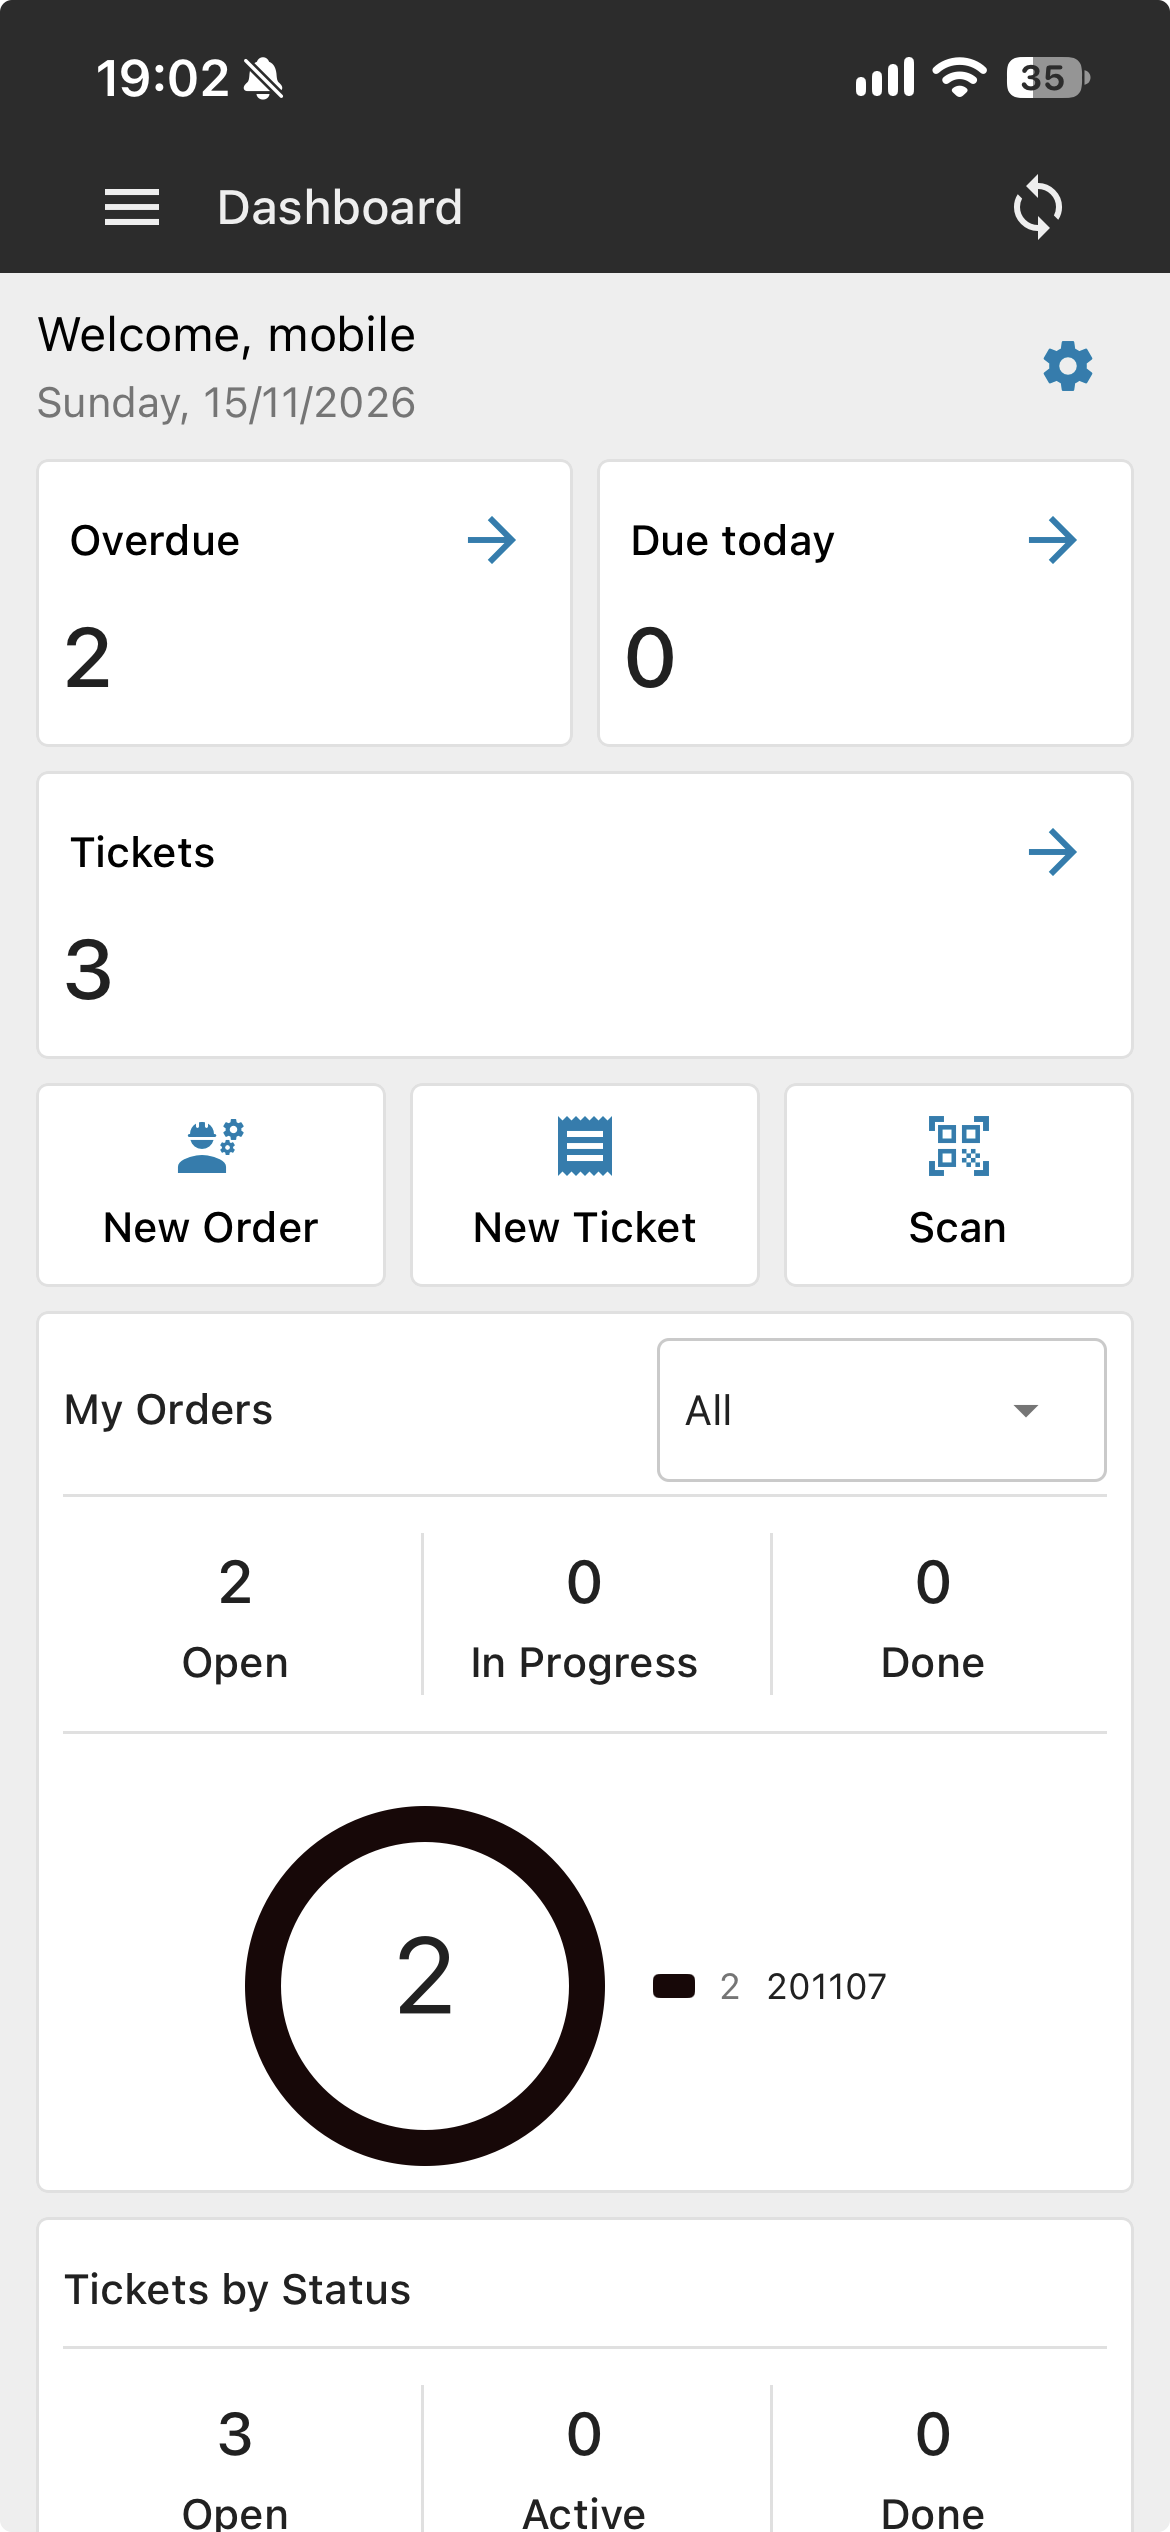 19:02
35
Dashboard
Welcome, mobile
Sunday, 15/11/2026
Overdue
2
Due today
0
Tickets
3
New Order
New Ticket
Scan
My Orders
All
2
Open
0
In Progress
0
Done
2
2 201107
Tickets by Status
3
Open
0
Active
0
Done